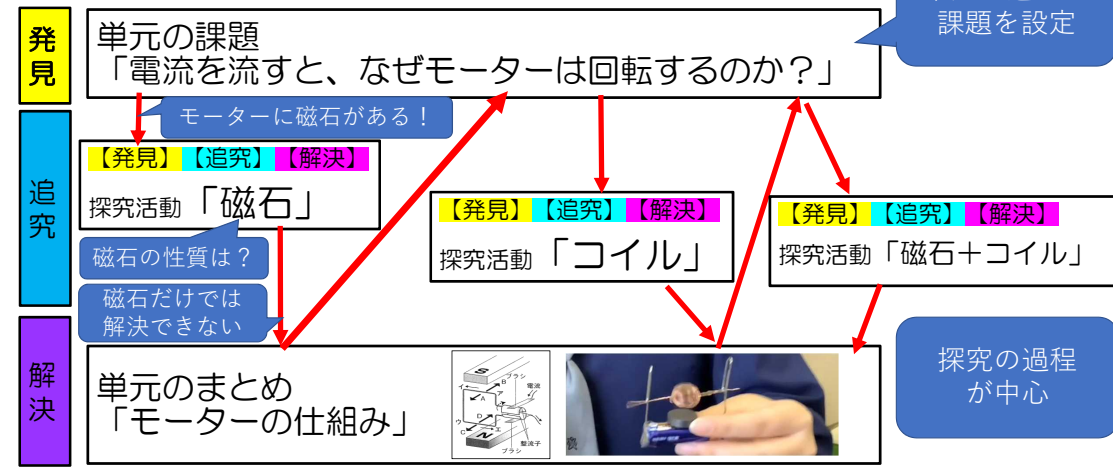 課題を設定
発見
単元の課題
「電流を流すと、なぜモーターは回転するのか？」
モーターに磁石がある！
追究
【発見】【追究】【解決】
探究活動「磁石」
磁石の性質は？
磁石だけでは
解決できない
【発見】【追究】【解決】
探究活動「コイル」
【発見】【追究】【解決】
探究活動「磁石＋コイル」
解決
単元のまとめ
「モーターの仕組み」
S
ブラシ
電流
イ
B
ア
A
D
ウ
C
エ
N
整流子
ブラシ
探究の過程
が中心